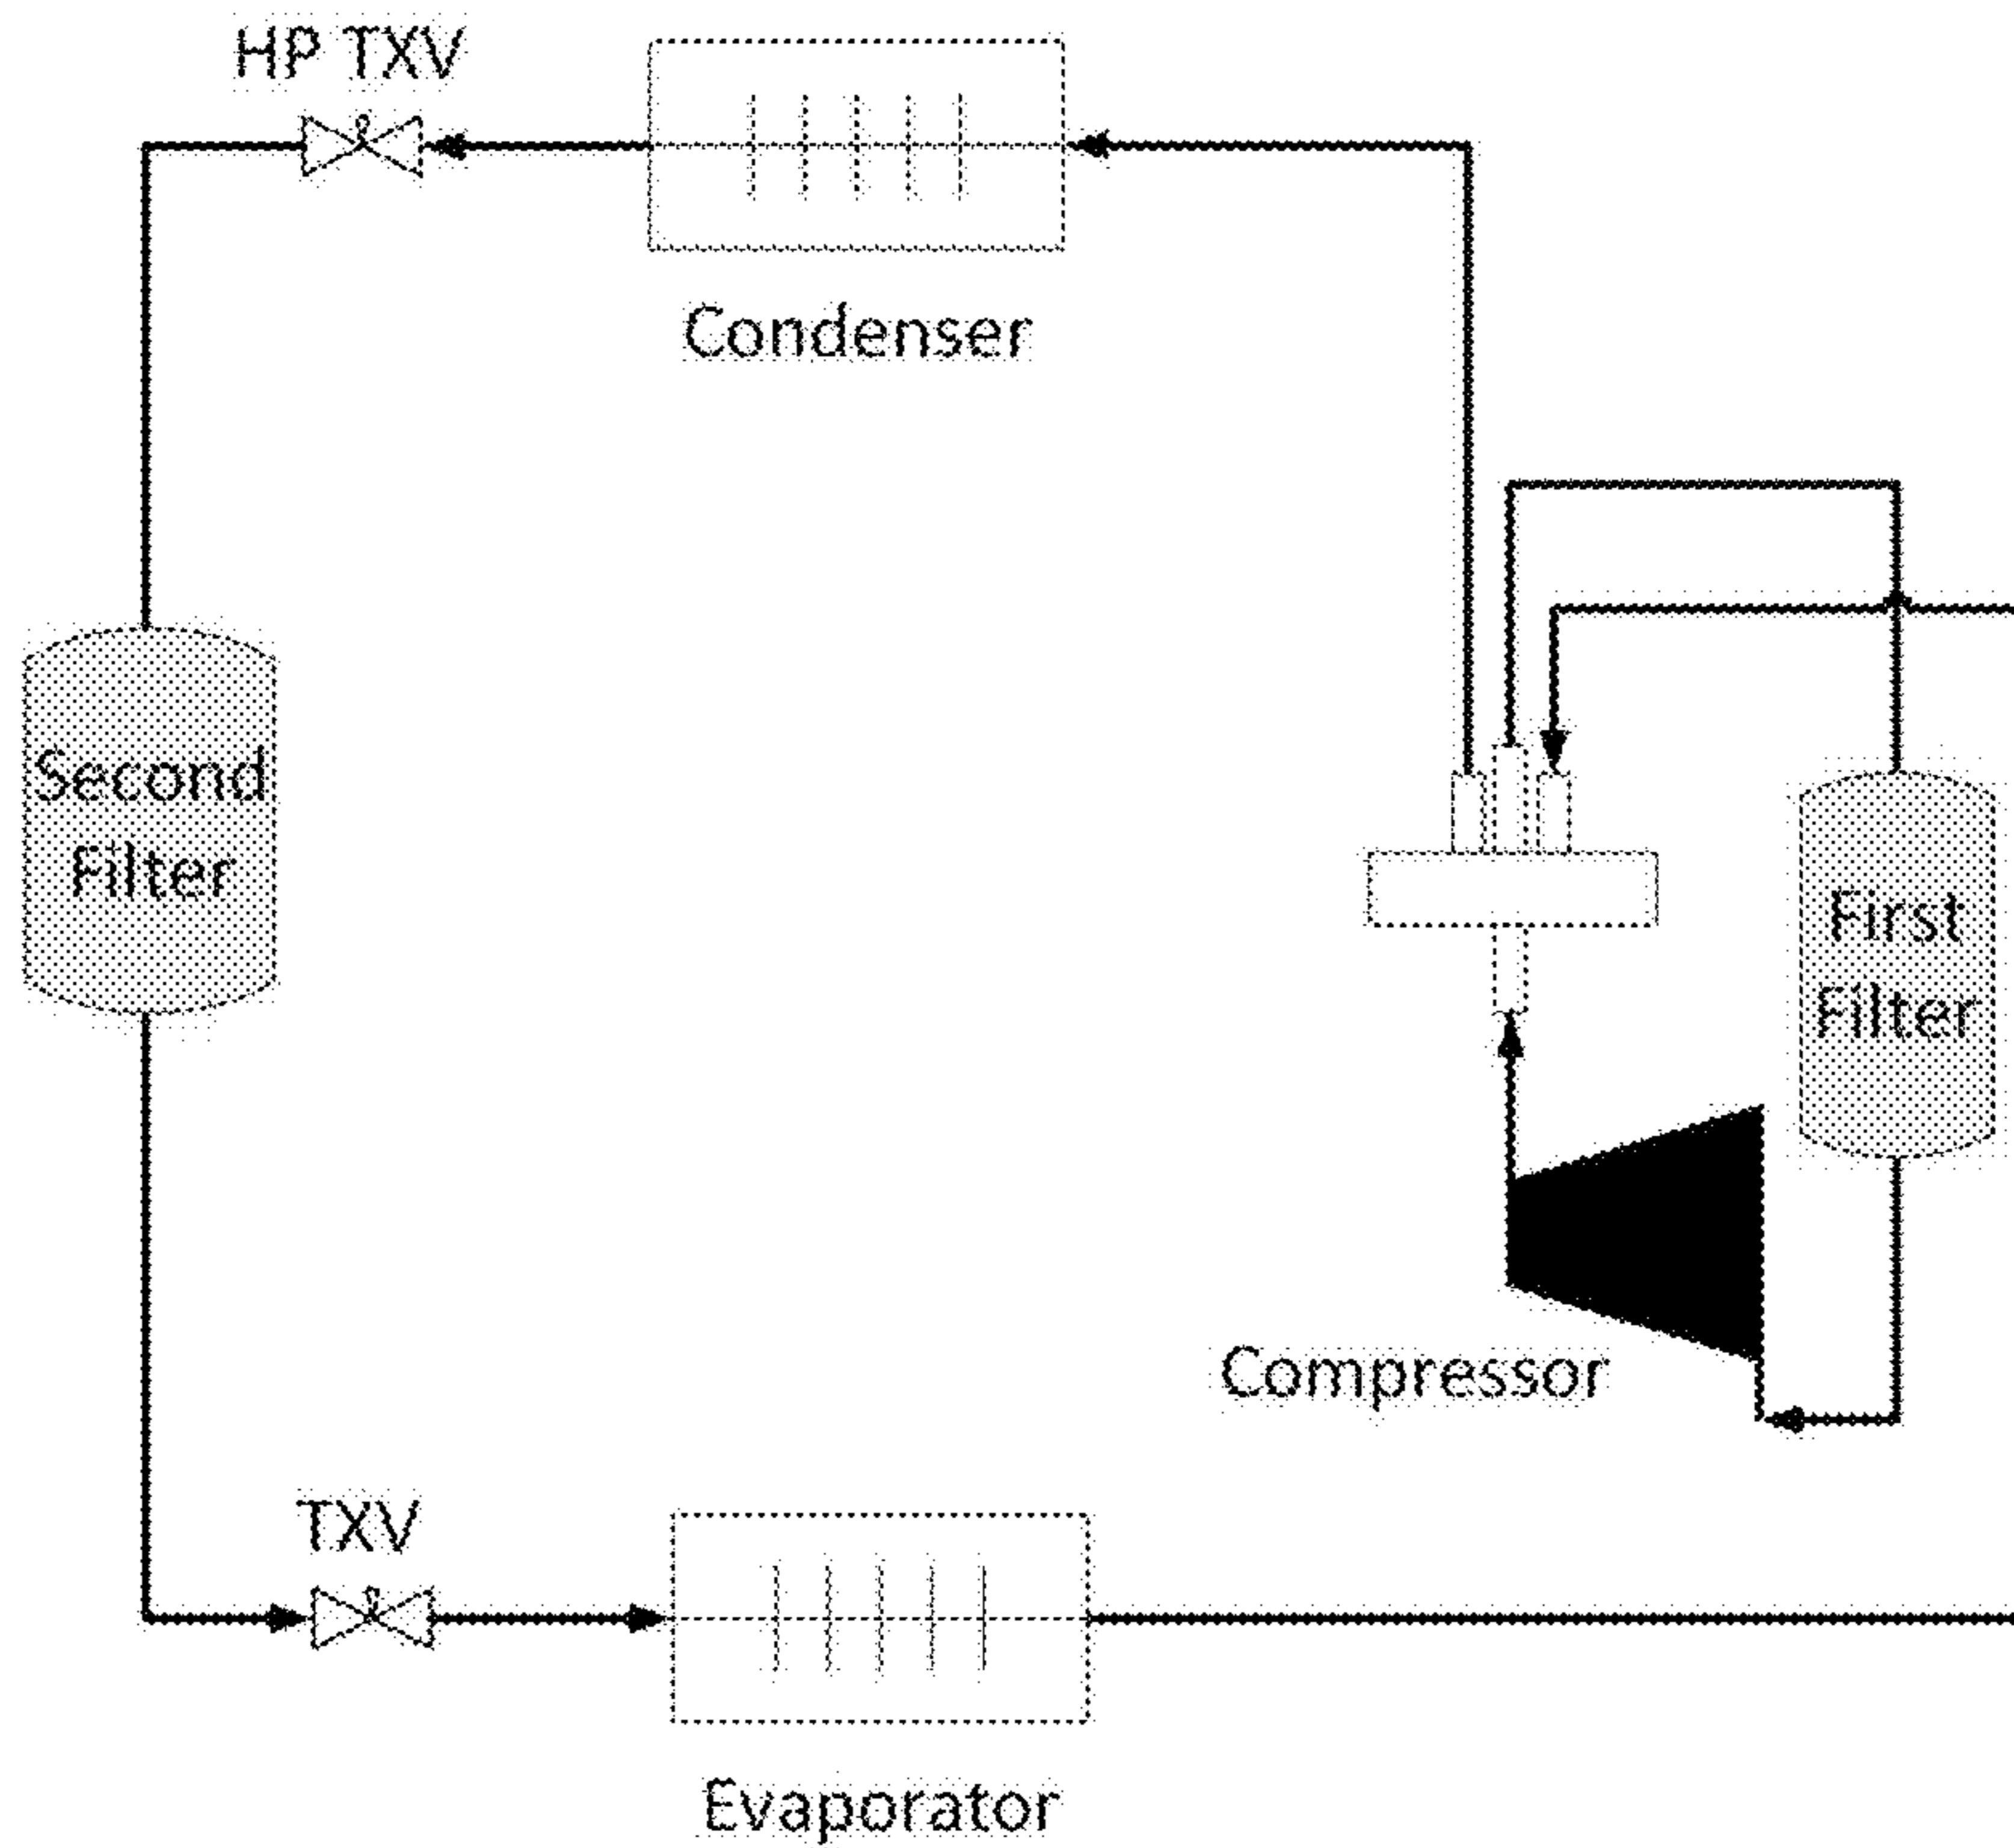 HP TXV
Condenser
Second
Filter
First
Filter
Compressor
TXV
Evaporator